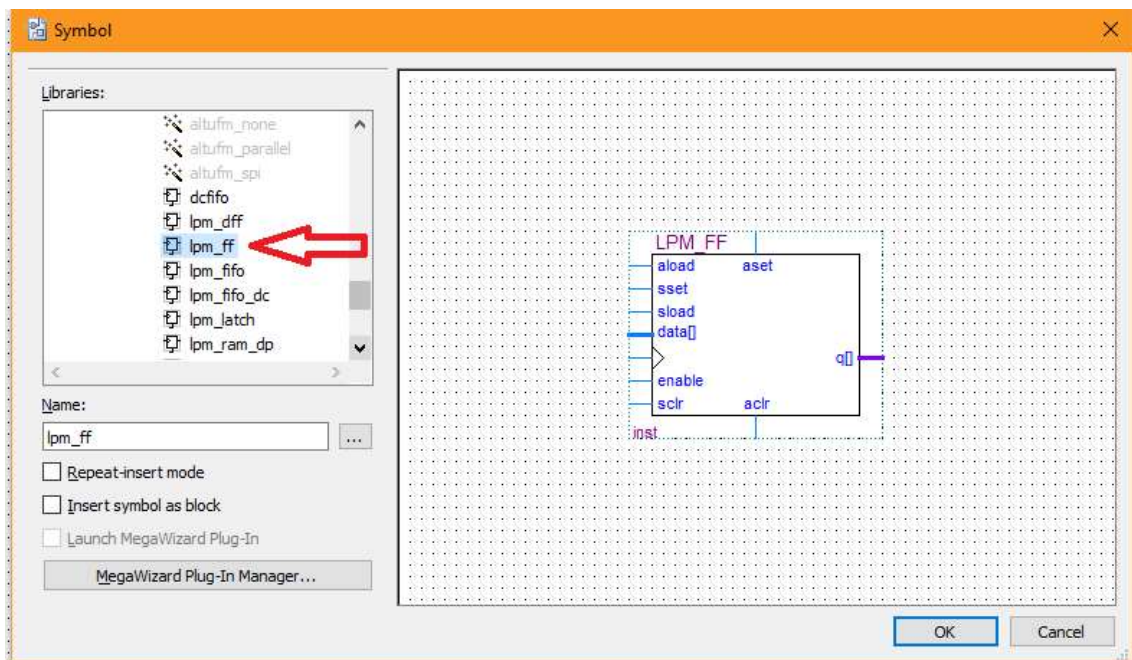 Symbol
Libraries:
altufm_none
altufm_parallel
altufm_spi
dcfifo
lpm_dff
lpm_ff
lpm_fifo
lpm_fifo_dc
lpm_latch
lpm_ram_dp
Name:
lpm_ff
...
Repeat-insert mode
Insert symbol as block
Launch MegaWizard Plug-In
MegaWizard Plug-In Manager...
LPM_FF
aload aset
sset
sload
data[]
q[]
enable
sclr aclr
inst
OK Cancel